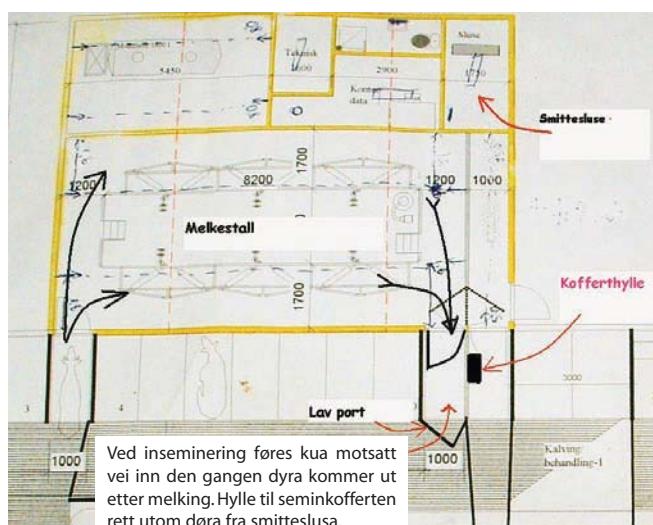 Teknisk
Sluse
5450
1600
2900
1750
Kontor
data
Smittesluse
1700
1200
8200
1200
1000
Melkestall
1700
Kofferthylle
3
4
3000
Lav port
1000
1000
Kalving/
behandling-1
Ved inseminering føres kua motsatt
vei inn den gangen dyra kommer ut
etter melking. Hylle til seminkofferten
rett utom døra fra smitteslusa